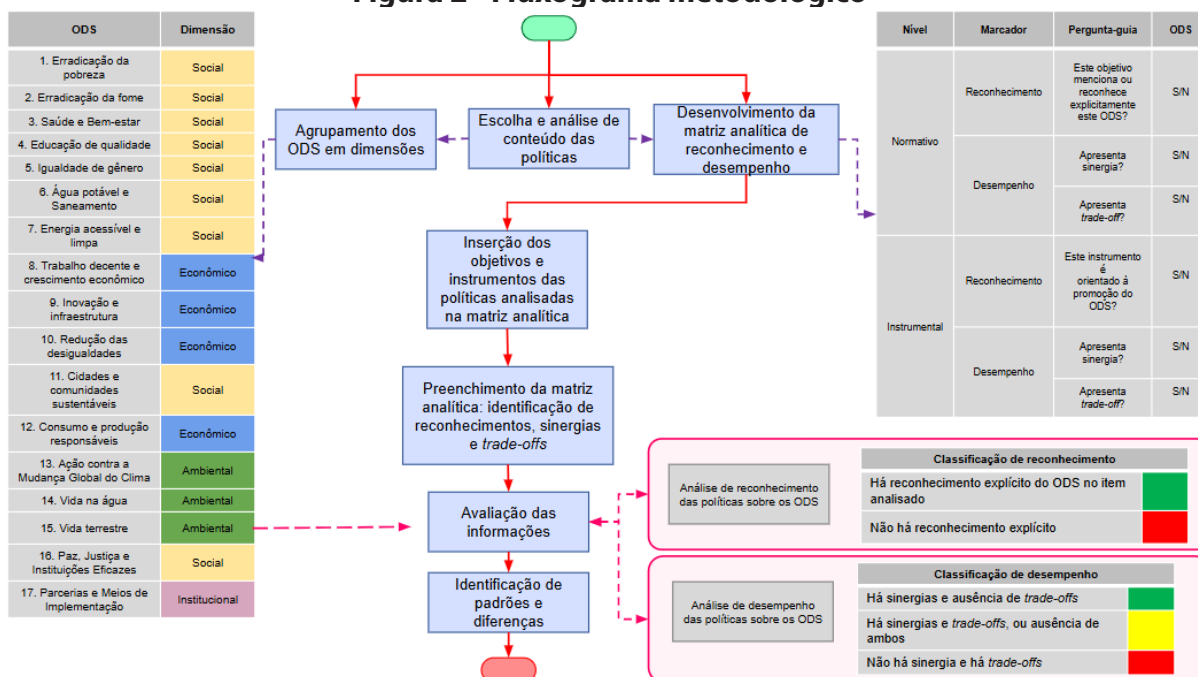 Figura 2 - Fluxograma metodológico
ODS Dimensão
1. Erradicação da
pobreza
Social
2. Erradicação da fome Social
3. Saúde e Bem-estar Social
4. Educação de qualidade Social
5. Igualdade de gênero Social
6. Água potável e
Saneamento
Social
7. Energia acessível e
limpa
Social
8. Trabalho decente e
crescimento econômico
Econômico
9. Inovação e
infraestrutura
Econômico
10. Redução das
desigualdades
Econômico
11. Cidades e
comunidades
sustentáveis
Social
12. Consumo e produção
responsáveis
Econômico
13. Ação contra a
Mudança Global do Clima
Ambiental
14. Vida na água Ambiental
15. Vida terrestre Ambiental
16. Paz, Justiça e
Instituições Eficazes
Social
17. Parcerias e Meios de
Implementação
Institucional
Agrupamento dos
ODS em dimensões
Escolha e análise de
conteúdo das
políticas
Desenvolvimento da
matriz analítica de
reconhecimento e
desempenho
Inserção dos
objetivos e
instrumentos das
políticas analisadas
na matriz analítica
Preenchimento da matriz
analítica: identificação de
reconhecimentos, sinergias
e trade-offs
Avaliação das
informações
Identificação de
padrões e
diferenças
Nível Marcador Pergunta-guia ODS
Normativo
Reconhecimento
Este objetivo
menciona ou
reconhece
explicitamente
este ODS?
S/N
Desempenho
Apresenta
sinergia?
S/N
Apresenta
trade-off?
S/N
Instrumental
Reconhecimento
Este instrumento
é
orientado à
promoção do
ODS?
S/N
Desempenho
Apresenta
sinergia?
S/N
Apresenta
trade-off?
S/N
Análise de reconhecimento
das políticas sobre os ODS
Classificação de reconhecimento
Há reconhecimento explícito do ODS no item
analisado
Não há reconhecimento explícito
Análise de desempenho
das políticas sobre os ODS
Classificação de desempenho
Há sinergias e ausência de trade-offs
Há sinergias e trade-offs, ou ausência de
ambos
Não há sinergia e há trade-offs